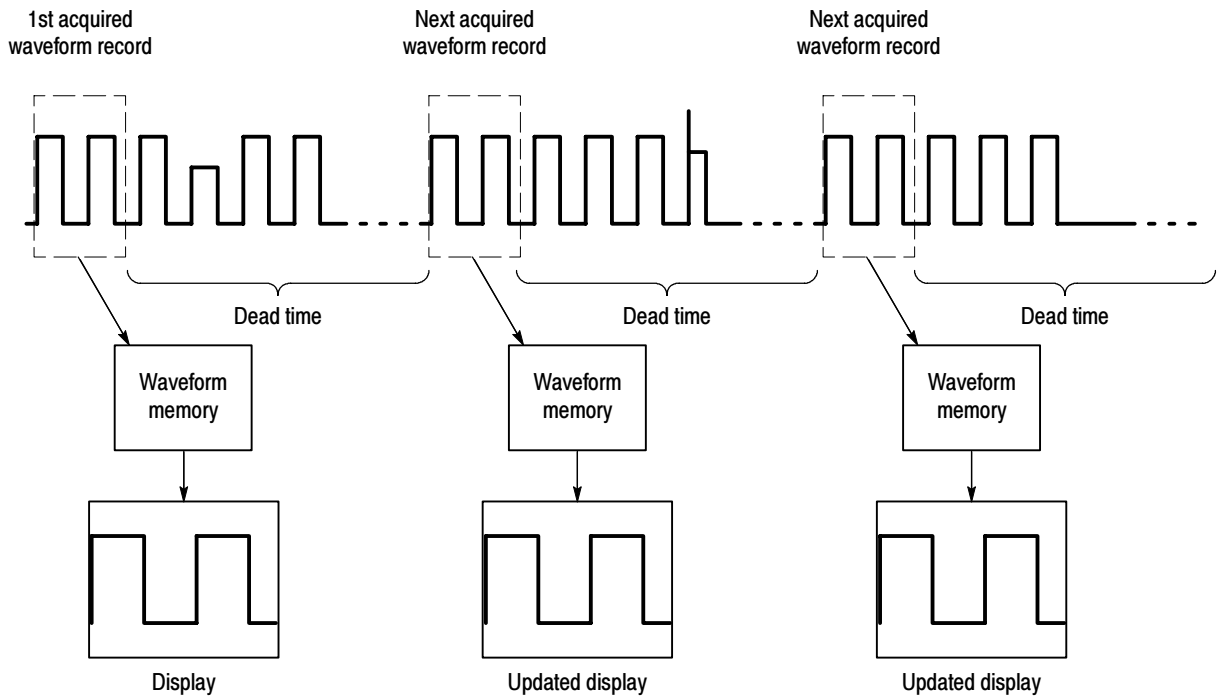 1st acquired
waveform record
Next acquired
waveform record
Next acquired
waveform record
Dead time
Dead time
Dead time
Waveform
memory
Waveform
memory
Waveform
memory
Display
Updated display
Updated display